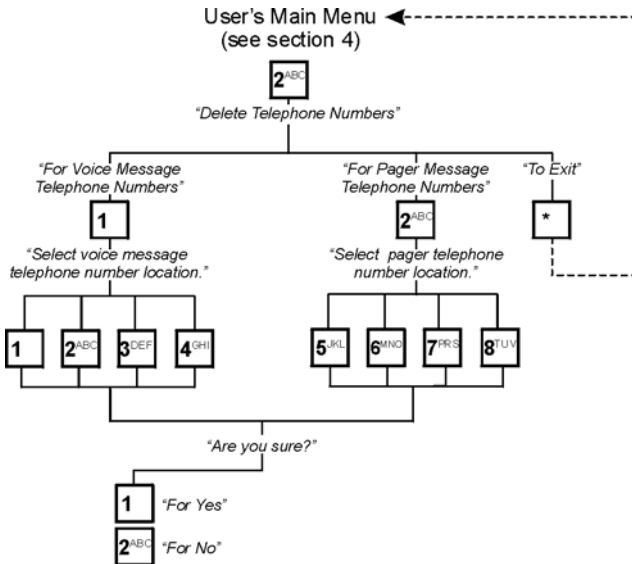 User's Main Menu
(see section 4)
2ABC
"Delete Telephone Numbers"
"For Voice Message
Telephone Numbers"
"For Pager Message
Telephone Numbers"
"To Exit"
1
2ABC
*
"Select voice message
telephone number location."
"Select pager telephone
number location."
1
2ABC
3DEF
4GHI
5JKL
6MNO
7PRS
8TUV
"Are you sure?"
1
"For Yes"
2ABC
"For No"